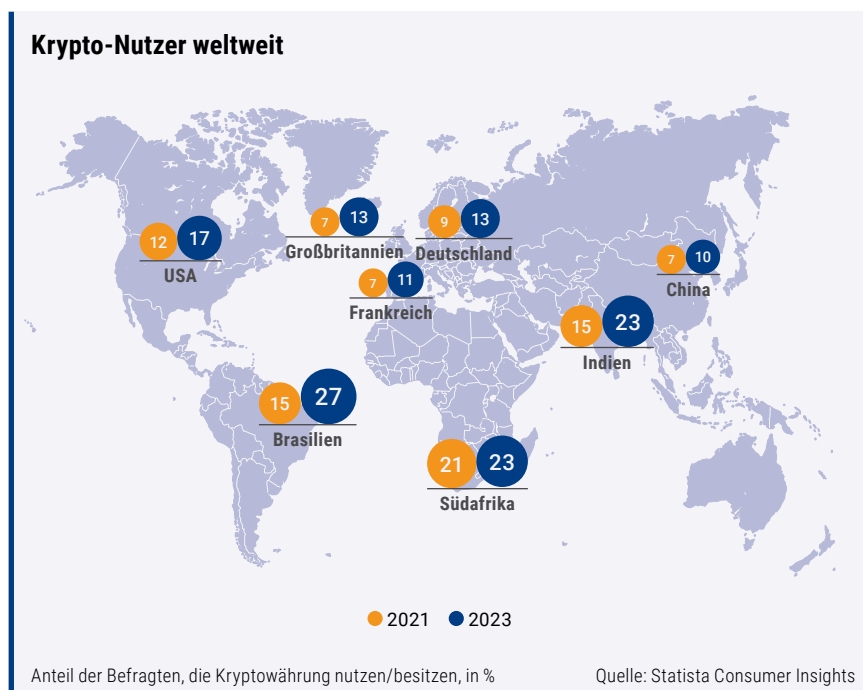 Krypto-Nutzer weltweit
7 13
Großbritannien
9 13
Deutschland
12 17
USA
7 10
China
7 11
Frankreich
15 23
Indien
15 27
Brasilien
21 23
Südafrika
2021 2023
Anteil der Befragten, die Kryptowährung nutzen/besitzen, in % Quelle: Statista Consumer Insights